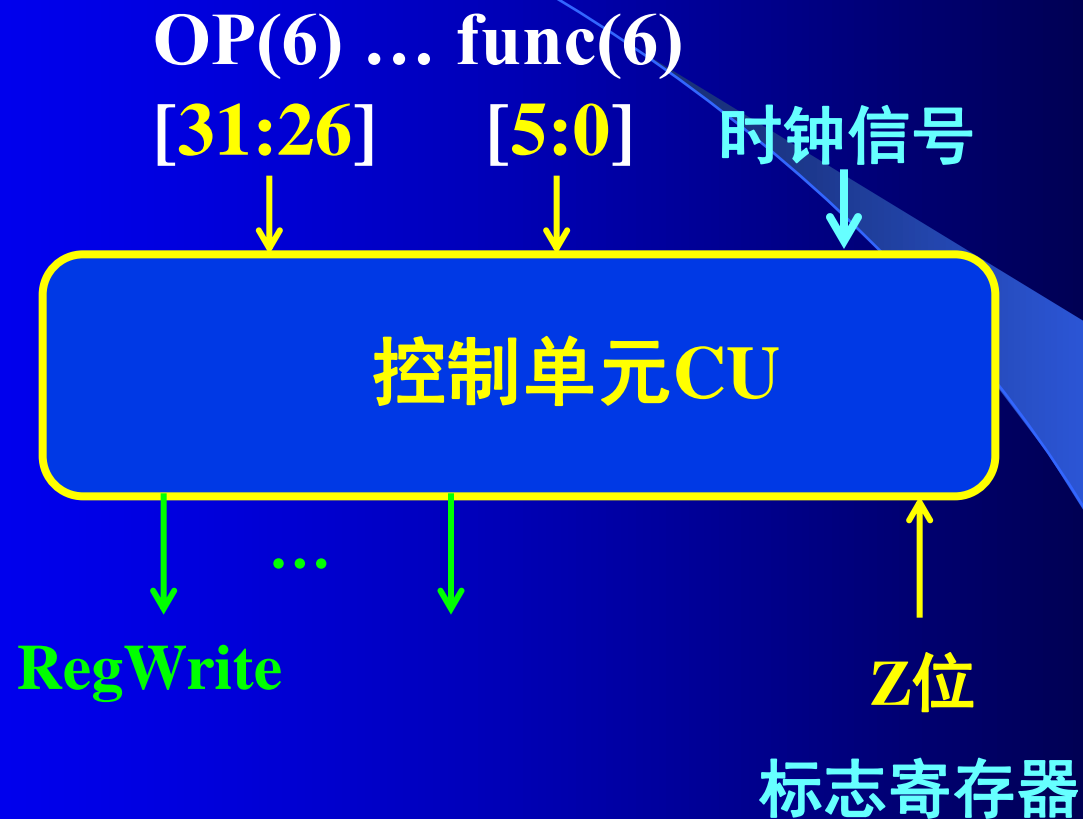 OP(6) … func(6)
[31:26] [5:0] 时钟信号
控制单元CU
…
RegWrite
Z位
标志寄存器